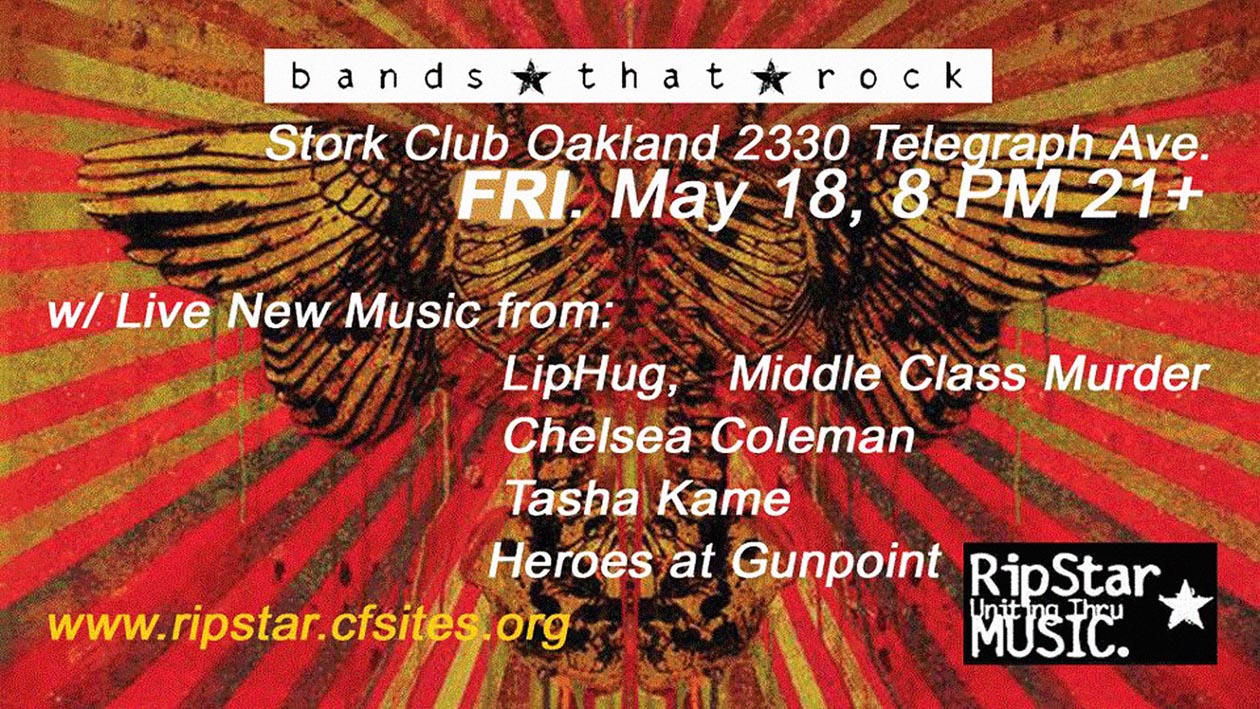 bands★that★rock
Stork Club Oakland 2330 Telegraph Ave.
FRI. May 18, 8 PM 21+
w/ Live New Music from:
LipHug, Middle Class Murder
Chelsea Coleman
Tasha Kame
Heroes at Gunpoint
RipStar
Uniting Thru
MUSIC.
www.ripstar.cfsites.org